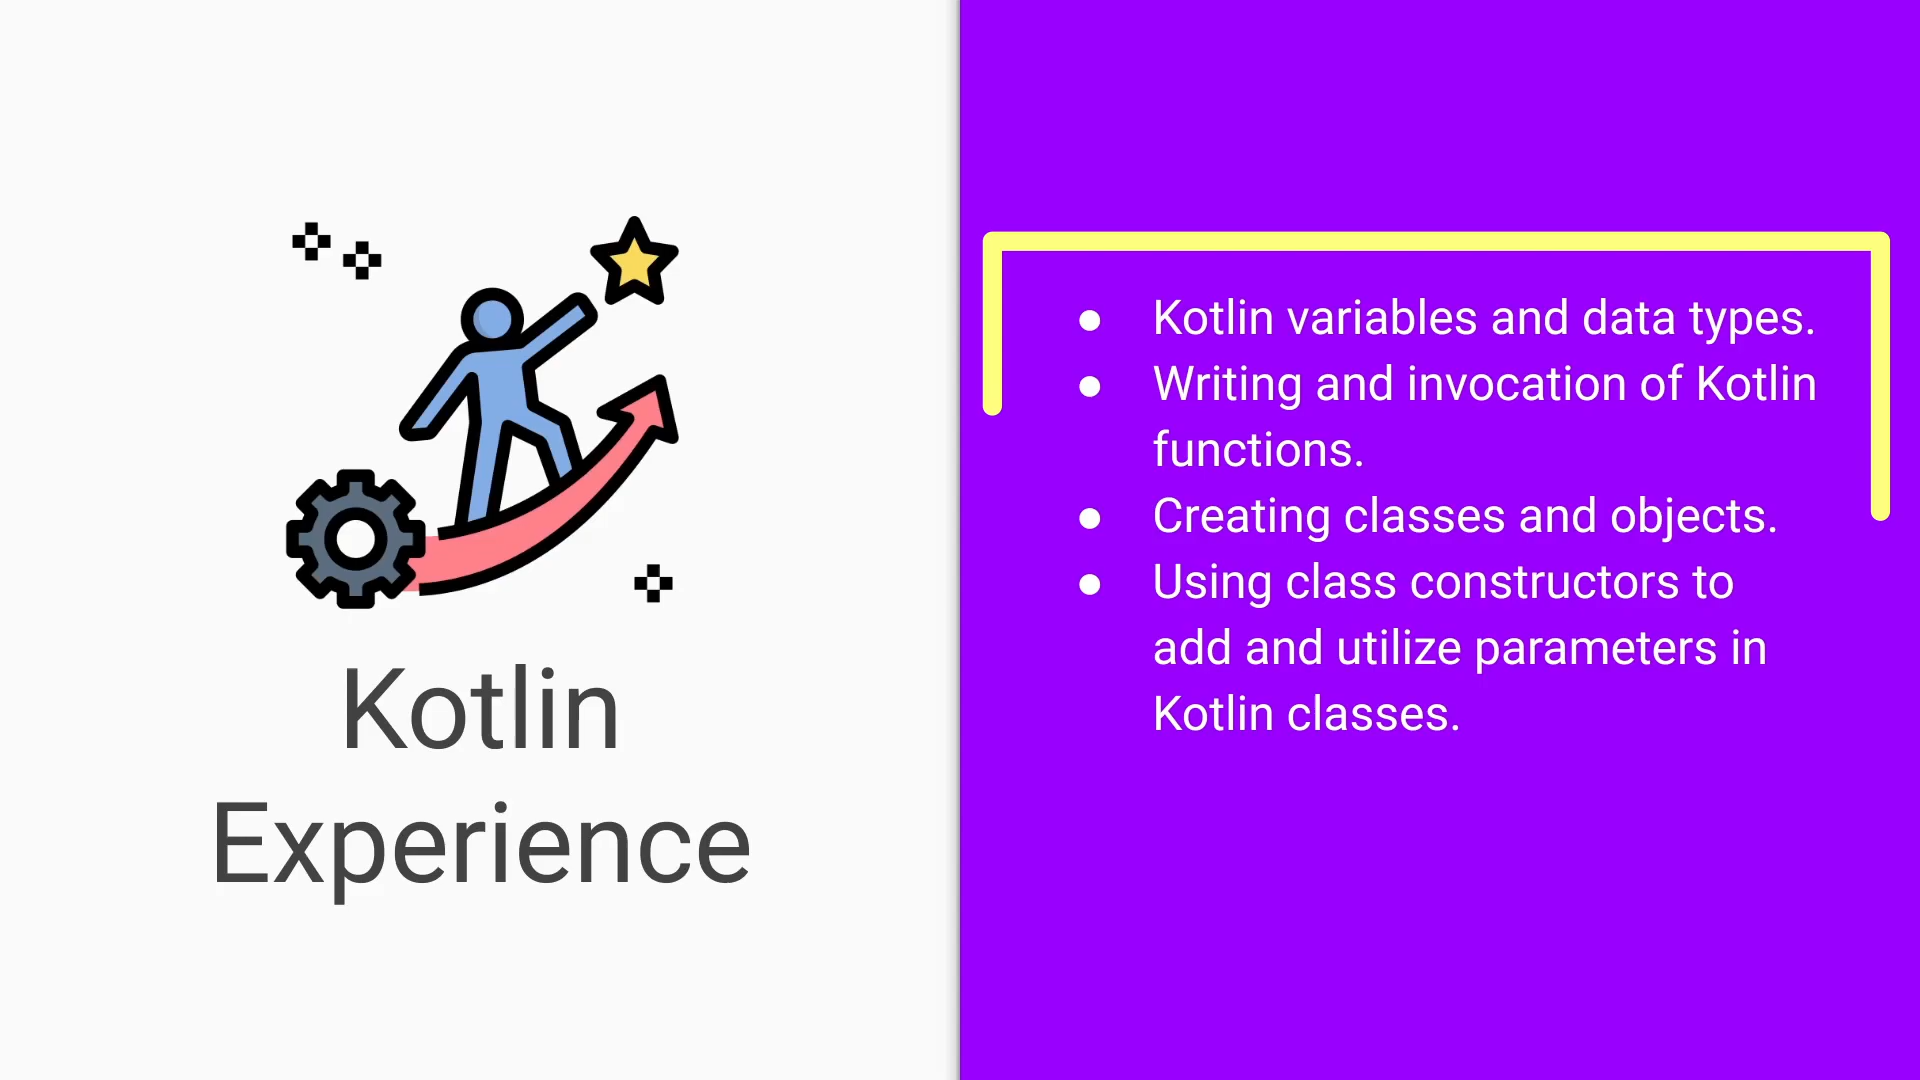 Kotlin
Experience
● Kotlin variables and data types.
● Writing and invocation of Kotlin
functions.
● Creating classes and objects.
● Using class constructors to
add and utilize parameters in
Kotlin classes.